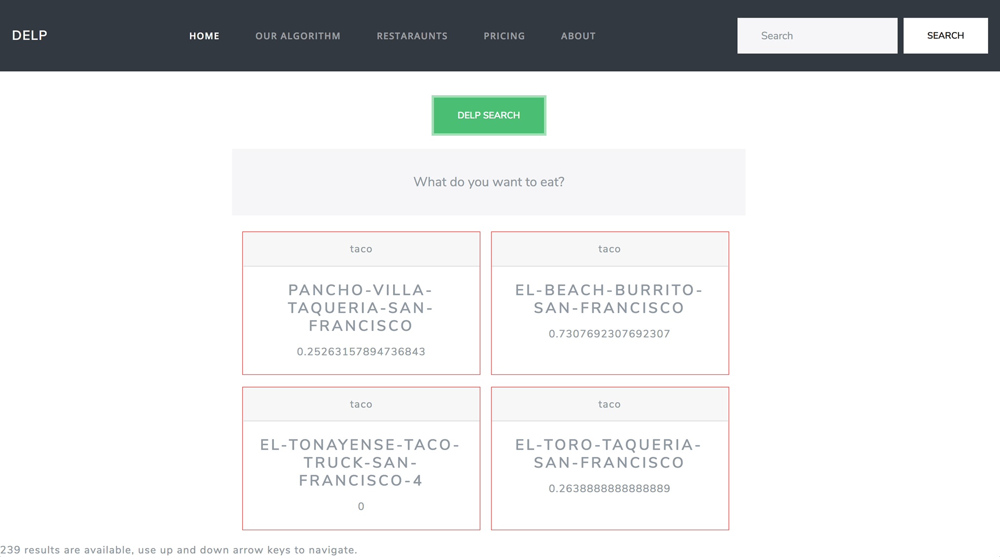 DELP
HOME OUR ALGORITHM RESTARAUNTS PRICING ABOUT
Search
SEARCH
DELP SEARCH
What do you want to eat?
taco
PANCHO-VILLA-
TAQUERIA-SAN-
FRANCISCO
0.25263157894736843
taco
EL-BEACH-BURRITO-
SAN-FRANCISCO
0.7307692307692307
taco
EL-TONAYENSE-TACO-
TRUCK-SAN-
FRANCISCO-4
0
taco
EL-TORO-TAQUERIA-
SAN-FRANCISCO
0.2638888888888889
239 results are available, use up and down arrow keys to navigate.